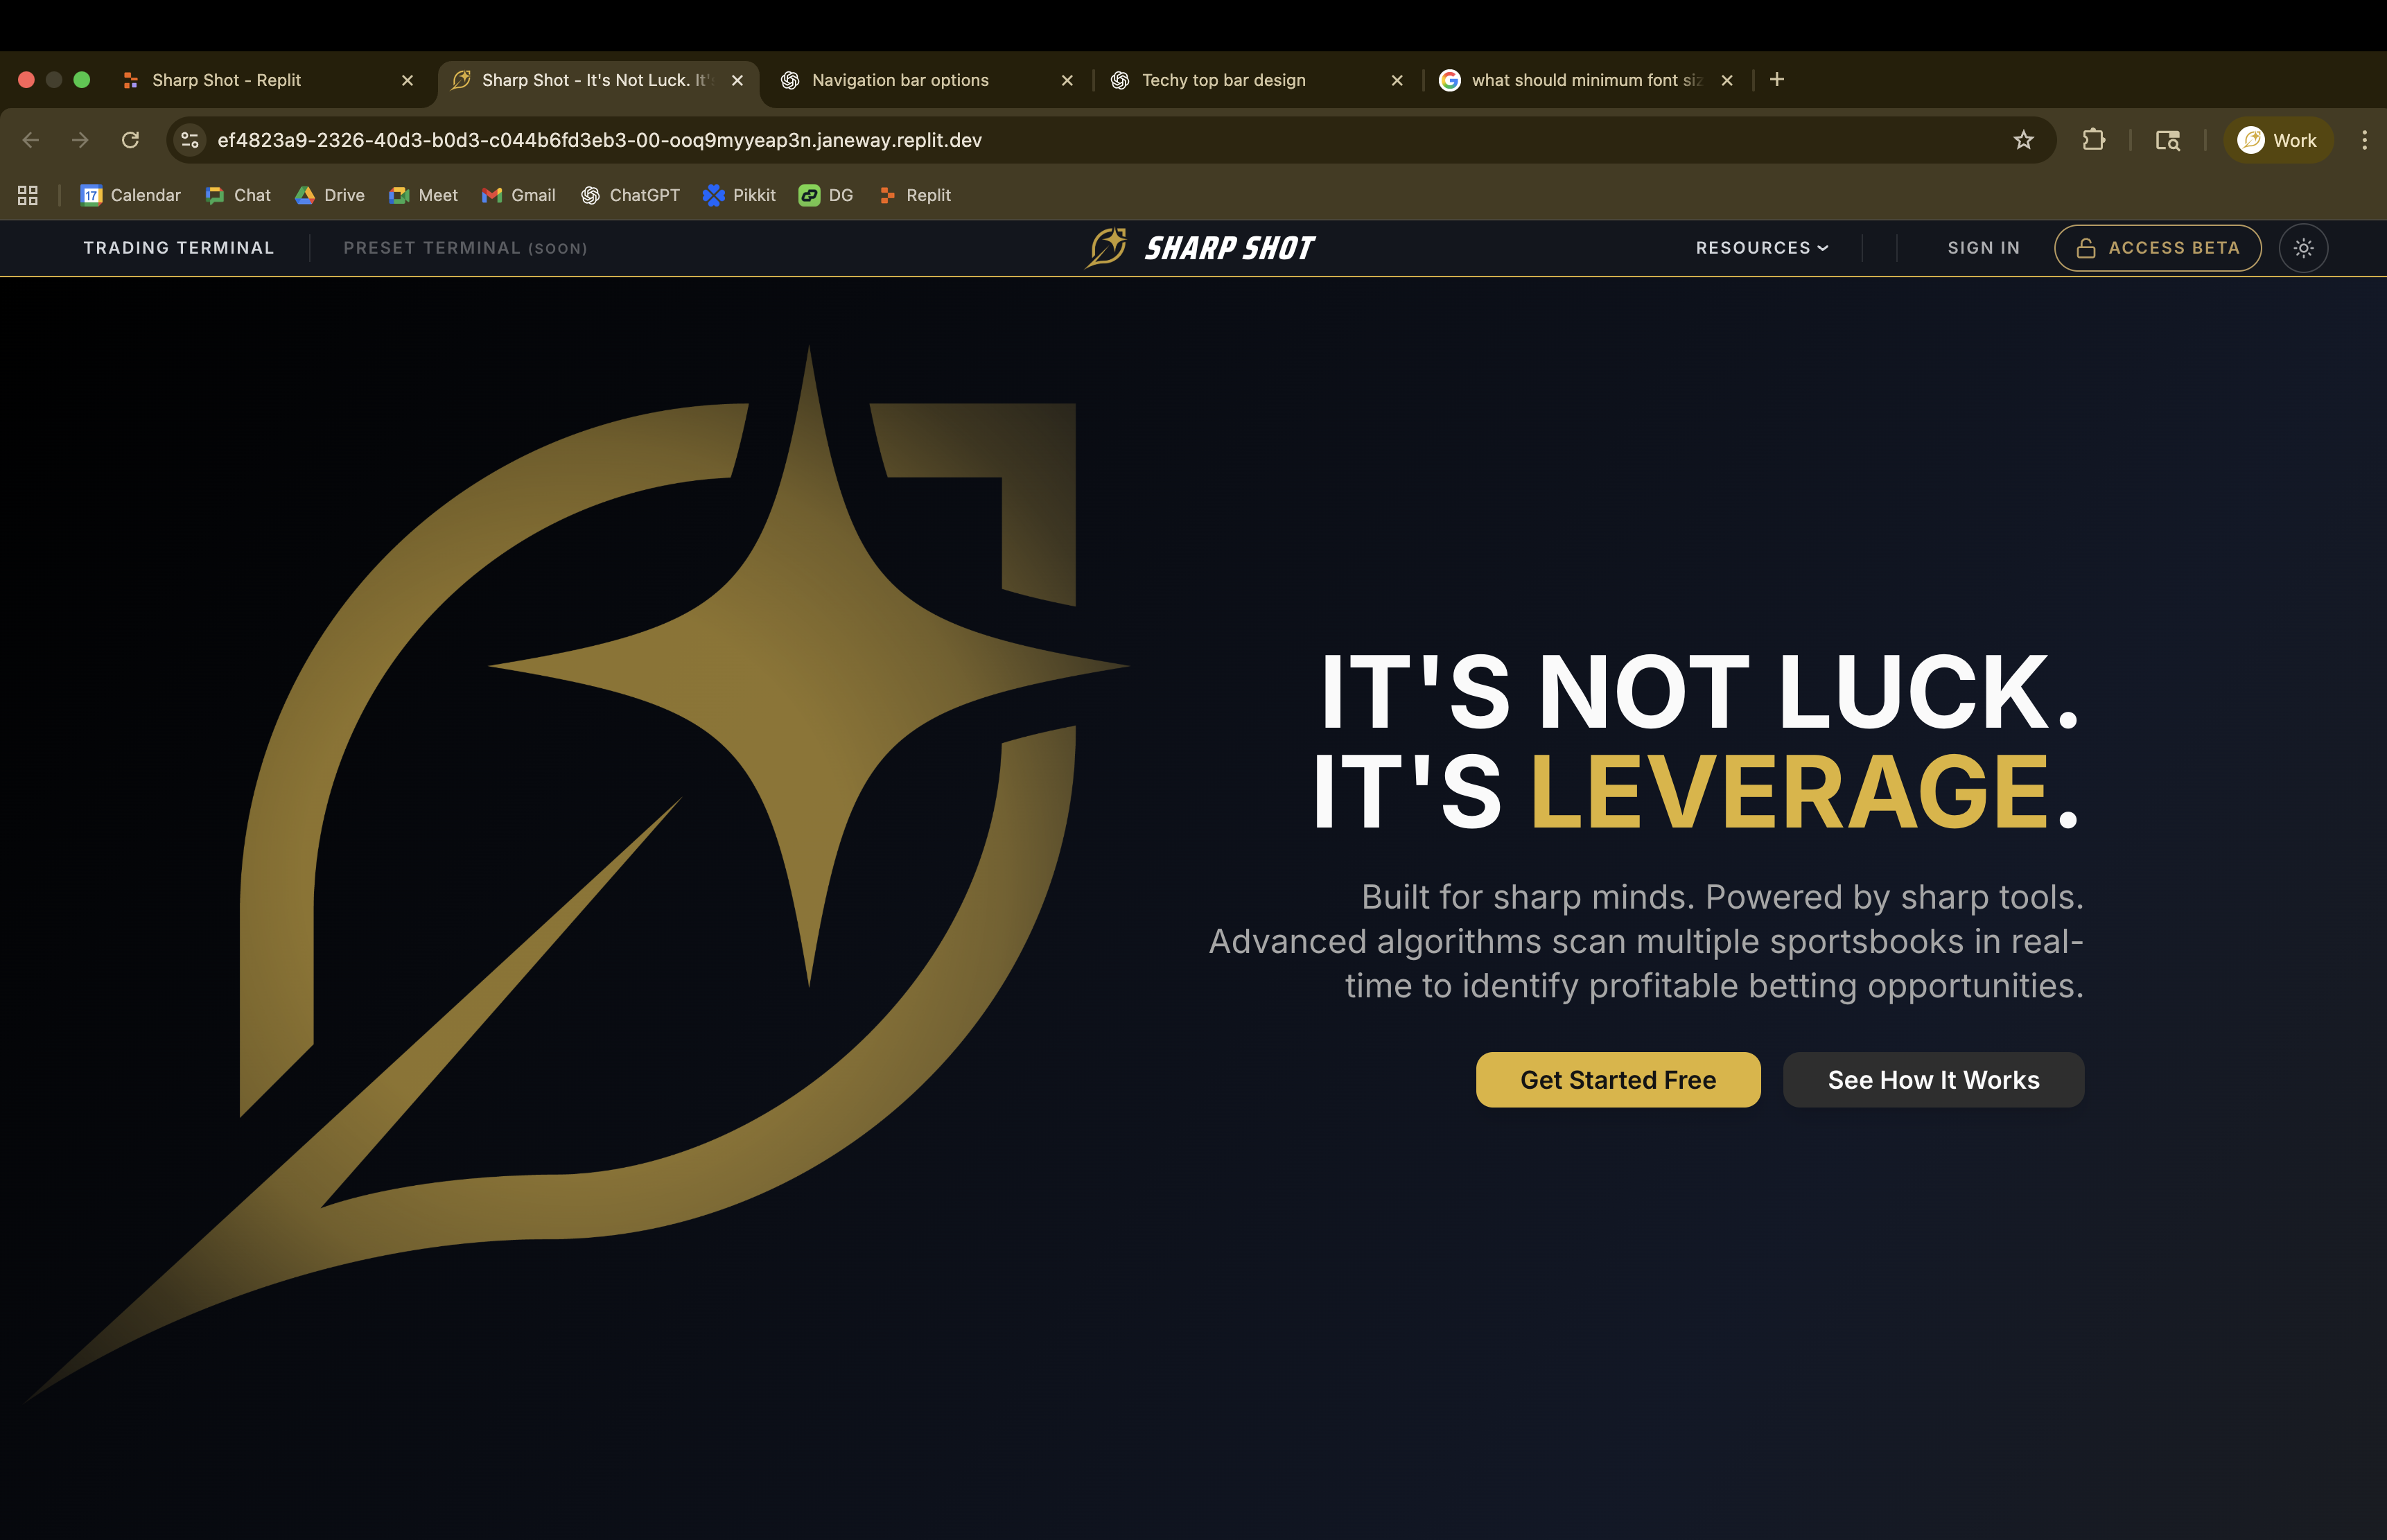 Sharp Shot - Replit
Sharp Shot - It's Not Luck. It's
Navigation bar options
Techy top bar design
what should minimum font siz
ef4823a9-2326-40d3-b0d3-c044b6fd3eb3-00-ooq9myyeap3n.janeway.replit.dev
Work
17 Calendar
Chat
Drive
Meet
Gmail
ChatGPT
Pikkit
DG
Replit
TRADING TERMINAL
PRESET TERMINAL (SOON)
SHARP SHOT
RESOURCES
SIGN IN
ACCESS BETA
IT'S NOT LUCK.
IT'S LEVERAGE.
Built for sharp minds. Powered by sharp tools.
Advanced algorithms scan multiple sportsbooks in real-
time to identify profitable betting opportunities.
Get Started Free
See How It Works